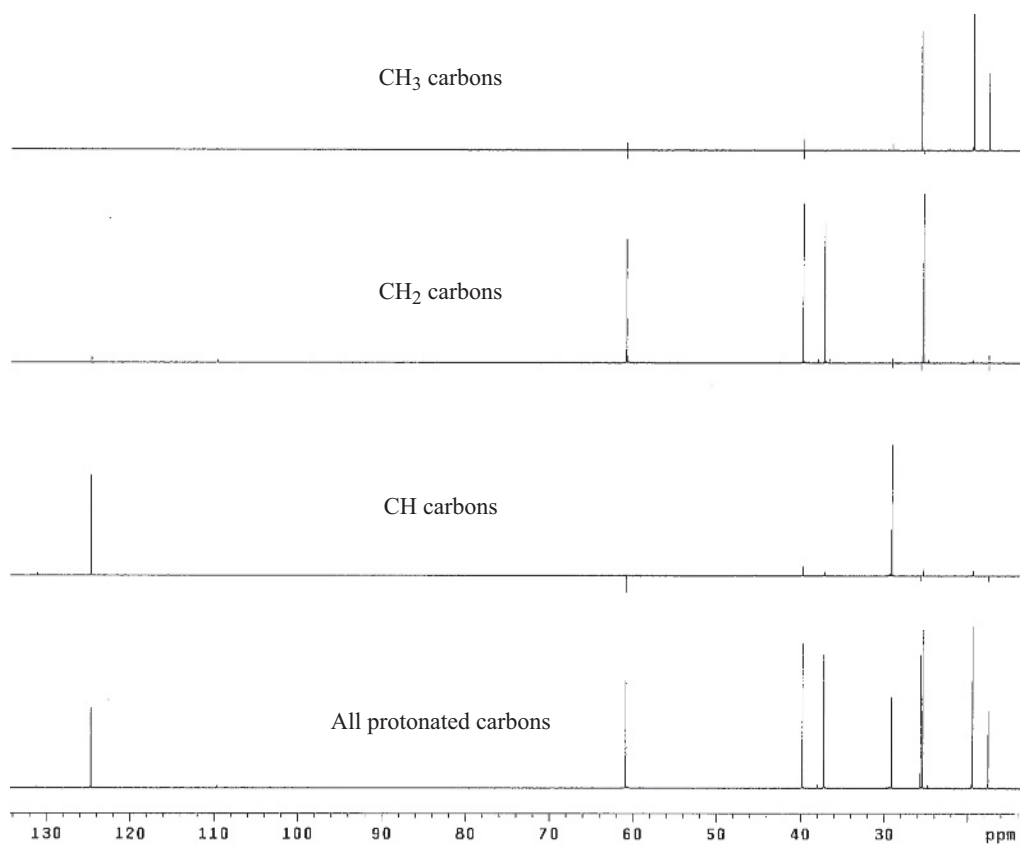 CH3 carbons
CH2 carbons
CH carbons
All protonated carbons
130 120 110 100 90 80 70 60 50 40 30 ppm